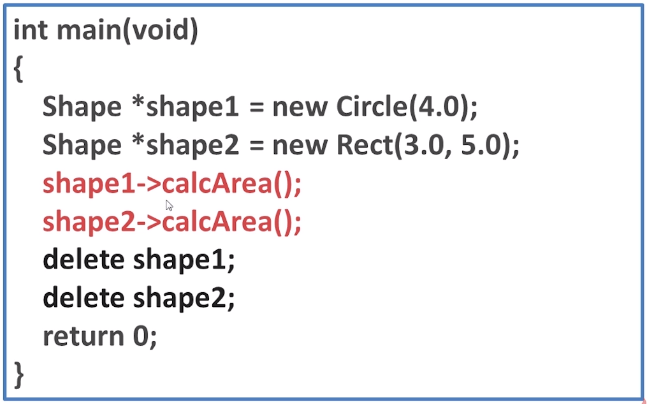 int main(void)
{
Shape *shape1 = new Circle(4.0);
Shape *shape2 = new Rect(3.0, 5.0);
shape1->calcArea();
shape2->calcArea();
delete shape1;
delete shape2;
return 0;
}